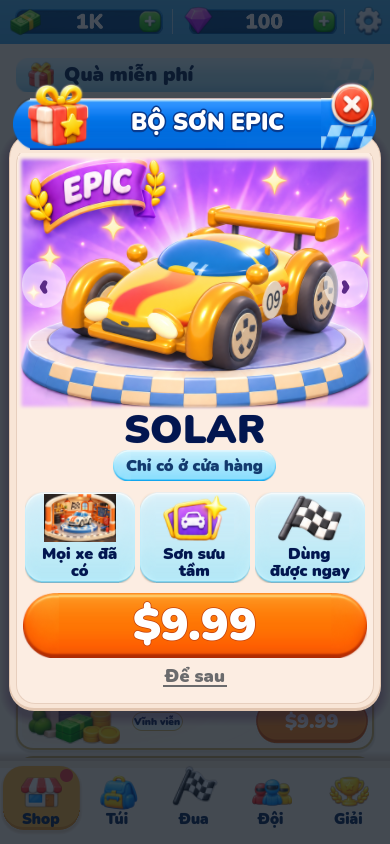 1K
100
Quà miễn phí
BỘ SƠN EPIC
EPIC
09
SOLAR
Chỉ có ở cửa hàng
Mọi xe đã
có
Sơn sưu
tầm
Dùng
được ngay
$9.99
Để sau
Vĩnh viễn
$9.99
Shop
Túi
Đua
Đội
Giải